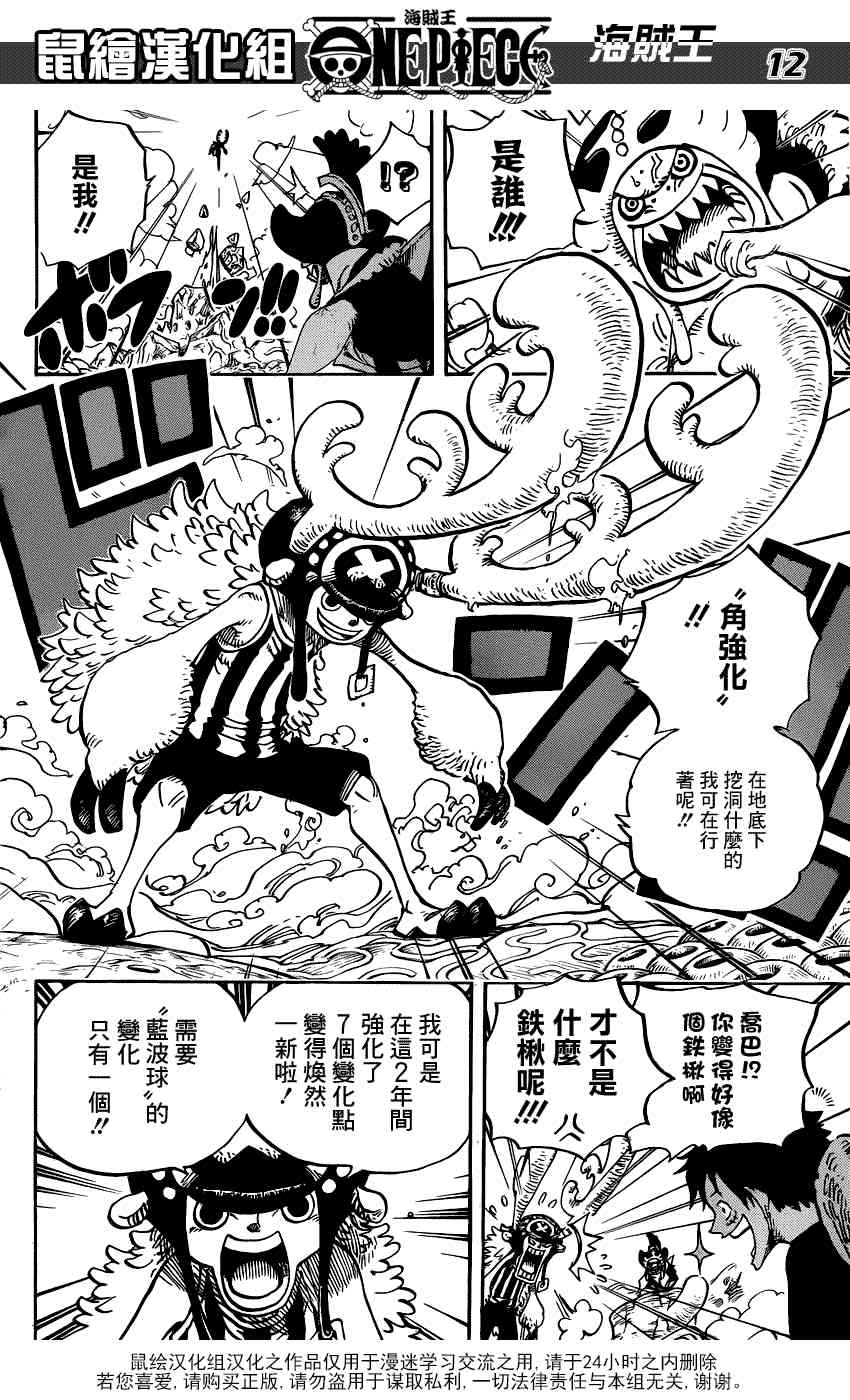 鼠繪漢化組
海賊王
ONE PIECE
海賊王
12
是誰!!!
!?
是我!!
ボフン!!
〝角強化〞
!!
在地底下
挖洞什麼的
我可在行
著呢!!
喬巴!?
你變得好像
個鉄楸啊
才不是
什麼
鉄楸呢!!!
我可是
在這2年間
強化了
7個變化點
變得煥然
一新啦!
需要
〝藍波球〞的
變化
只有一個!!
鼠绘汉化组汉化之作品仅用于漫迷学习交流之用, 请于24小时之内删除
若您喜爱, 请购买正版, 请勿盗用于谋取私利, 一切法律责任与本组无关, 谢谢。